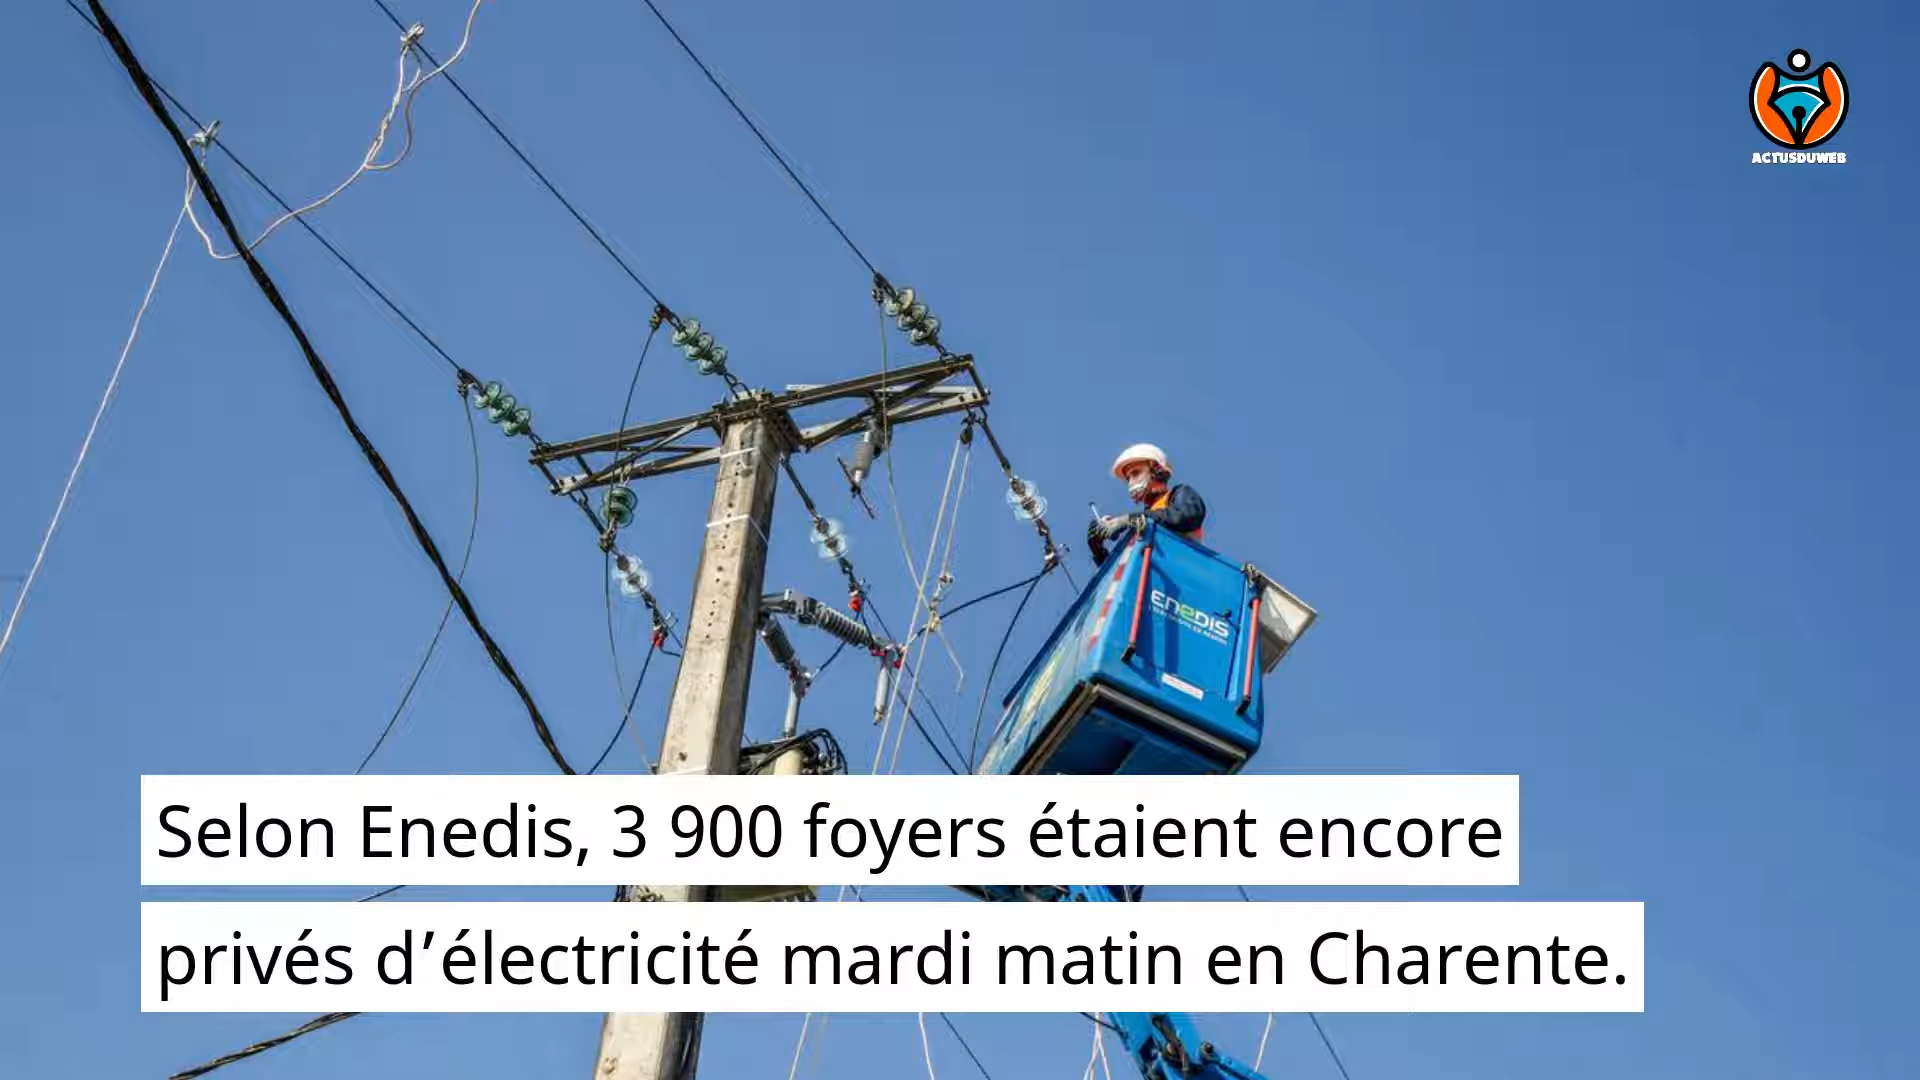 ACTUSDUWEB
enedis
Selon Enedis, 3 900 foyers étaient encore
privés d’électricité mardi matin en Charente.